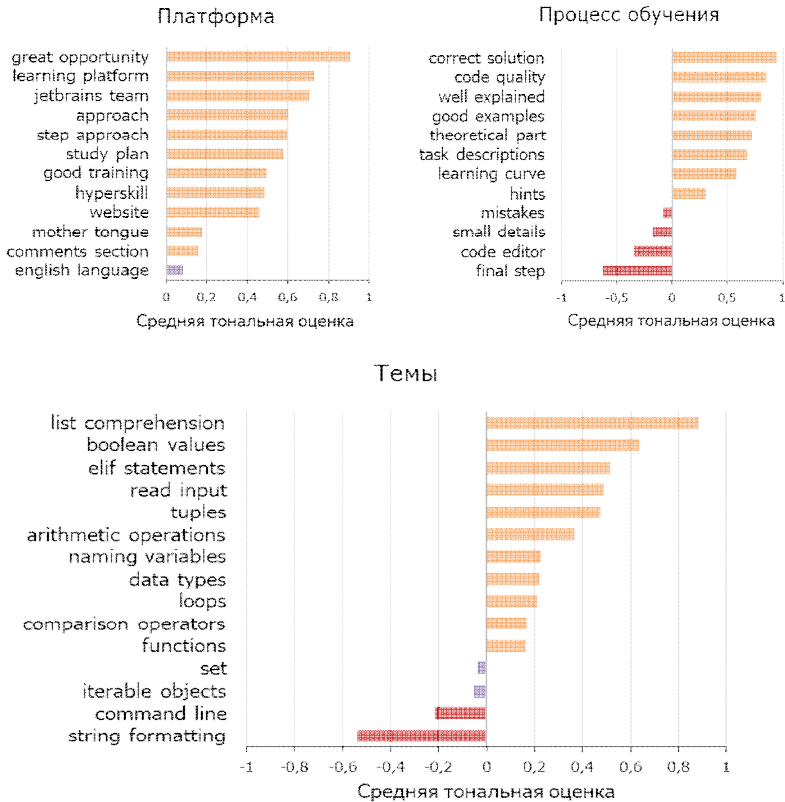 Платформа
great opportunity
learning platform
jetbrains team
approach
step approach
study plan
good training
hyperskill
website
mother tongue
comments section
english language
0 0,2 0,4 0,6 0,8 1
Средняя тональная оценка
Процесс обучения
correct solution
code quality
well explained
good examples
theoretical part
task descriptions
learning curve
hints
mistakes
small details
code editor
final step
-1 -0,5 0 0,5 1
Средняя тональная оценка
Темы
list comprehension
boolean values
elif statements
read input
tuples
arithmetic operations
naming variables
data types
loops
comparison operators
functions
set
iterable objects
command line
string formatting
-1 -0,8 -0,6 -0,4 -0,2 0 0,2 0,4 0,6 0,8 1
Средняя тональная оценка